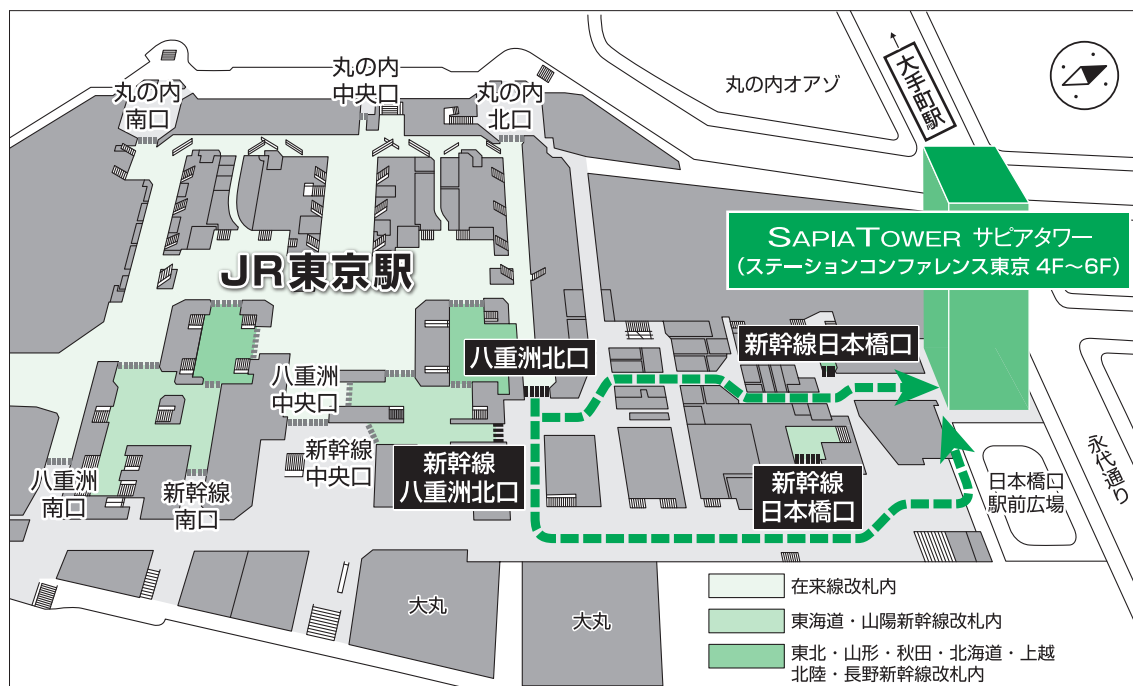 丸の内
南口
丸の内
中央口
丸の内
北口
丸の内オアゾ
大手町駅
SAPIA TOWER サピアタワー
(ステーションコンファレンス東京 4F〜6F)
JR東京駅
八重洲北口
新幹線日本橋口
八重洲
中央口
新幹線
中央口
新幹線
八重洲北口
新幹線
日本橋口
八重洲
南口
新幹線
南口
日本橋口
駅前広場
永代通り
大丸
大丸
在来線改札内
東海道・山陽新幹線改札内
東北・山形・秋田・北海道・上越
北陸・長野新幹線改札内